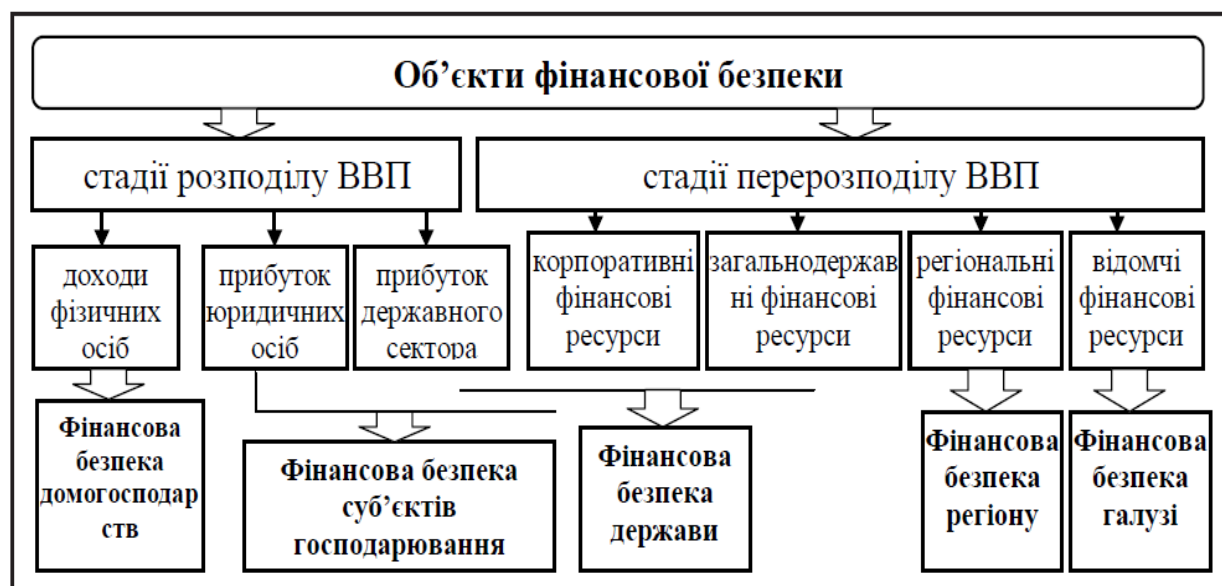 Об’єкти фінансової безпеки
стадії розподілу ВВП
стадії перерозподілу ВВП
доходи
фізичних
осіб
прибуток
юридичних
осіб
прибуток
державного
сектора
корпоративні
фінансові
ресурси
загальнодержав
ні фінансові
ресурси
регіональні
фінансові
ресурси
відомчі
фінансові
ресурси
Фінансова
безпека
домогосподар
ств
Фінансова безпека
суб’єктів
господарювання
Фінансова
безпека
держави
Фінансова
безпека
регіону
Фінансова
безпека
галузі